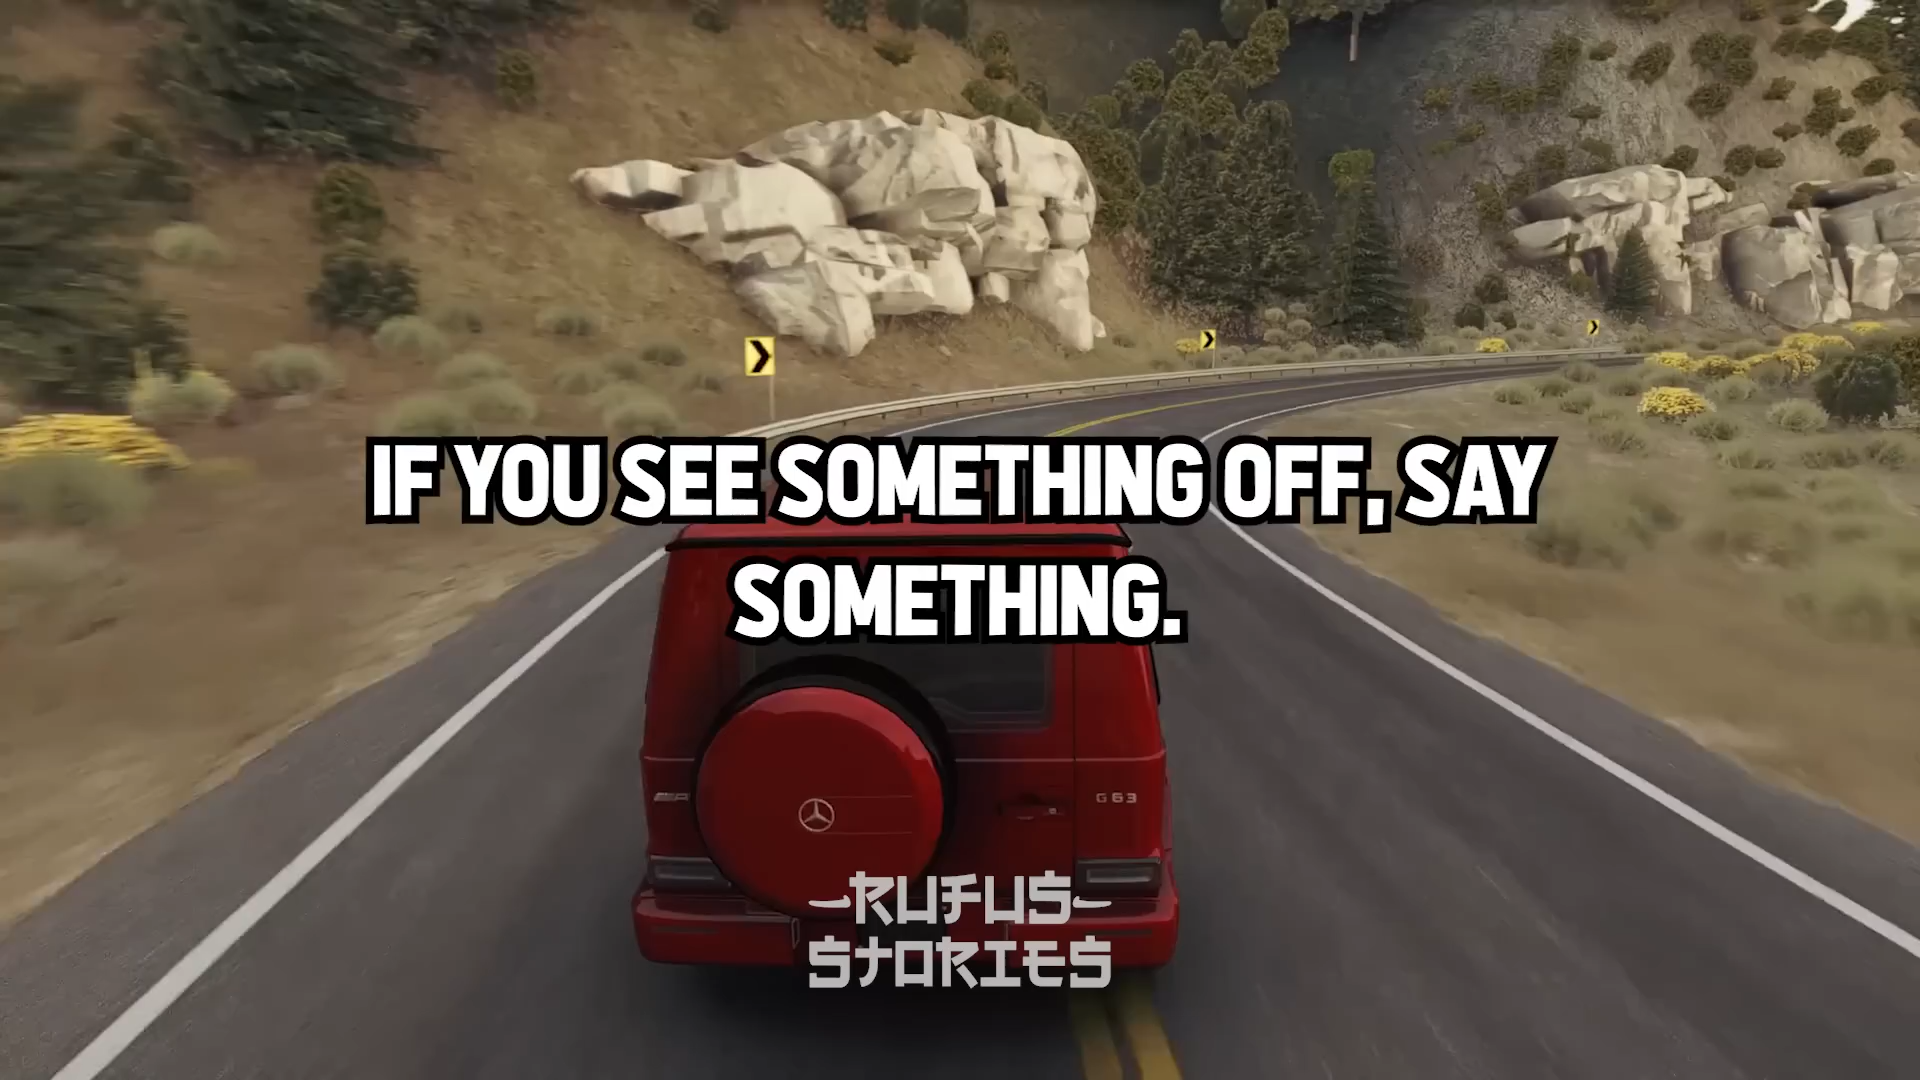 IF YOU SEE SOMETHING OFF, SAY
SOMETHING.
G63
RUFUS
STORIES